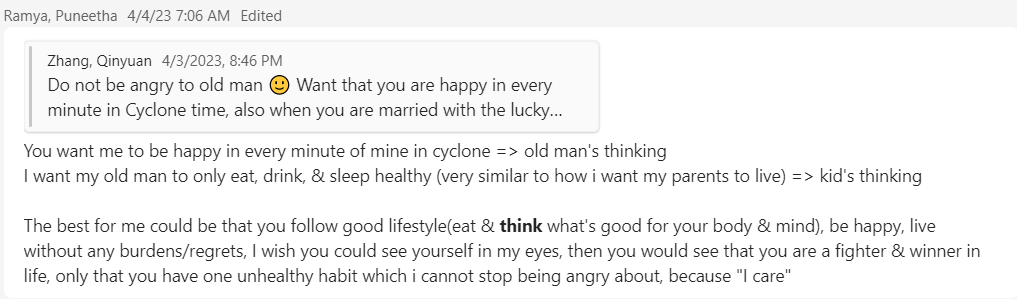 Ramya, Puneetha 4/4/23 7:06 AM Edited
Zhang, Qinyuan 4/3/2023, 8:46 PM
Do not be angry to old man 🙂 Want that you are happy in every
minute in Cyclone time, also when you are married with the lucky...
You want me to be happy in every minute of mine in cyclone => old man's thinking
I want my old man to only eat, drink, & sleep healthy (very similar to how i want my parents to live) => kid's thinking
The best for me could be that you follow good lifestyle(eat & think what's good for your body & mind), be happy, live
without any burdens/regrets, I wish you could see yourself in my eyes, then you would see that you are a fighter & winner in
life, only that you have one unhealthy habit which i cannot stop being angry about, because "I care"